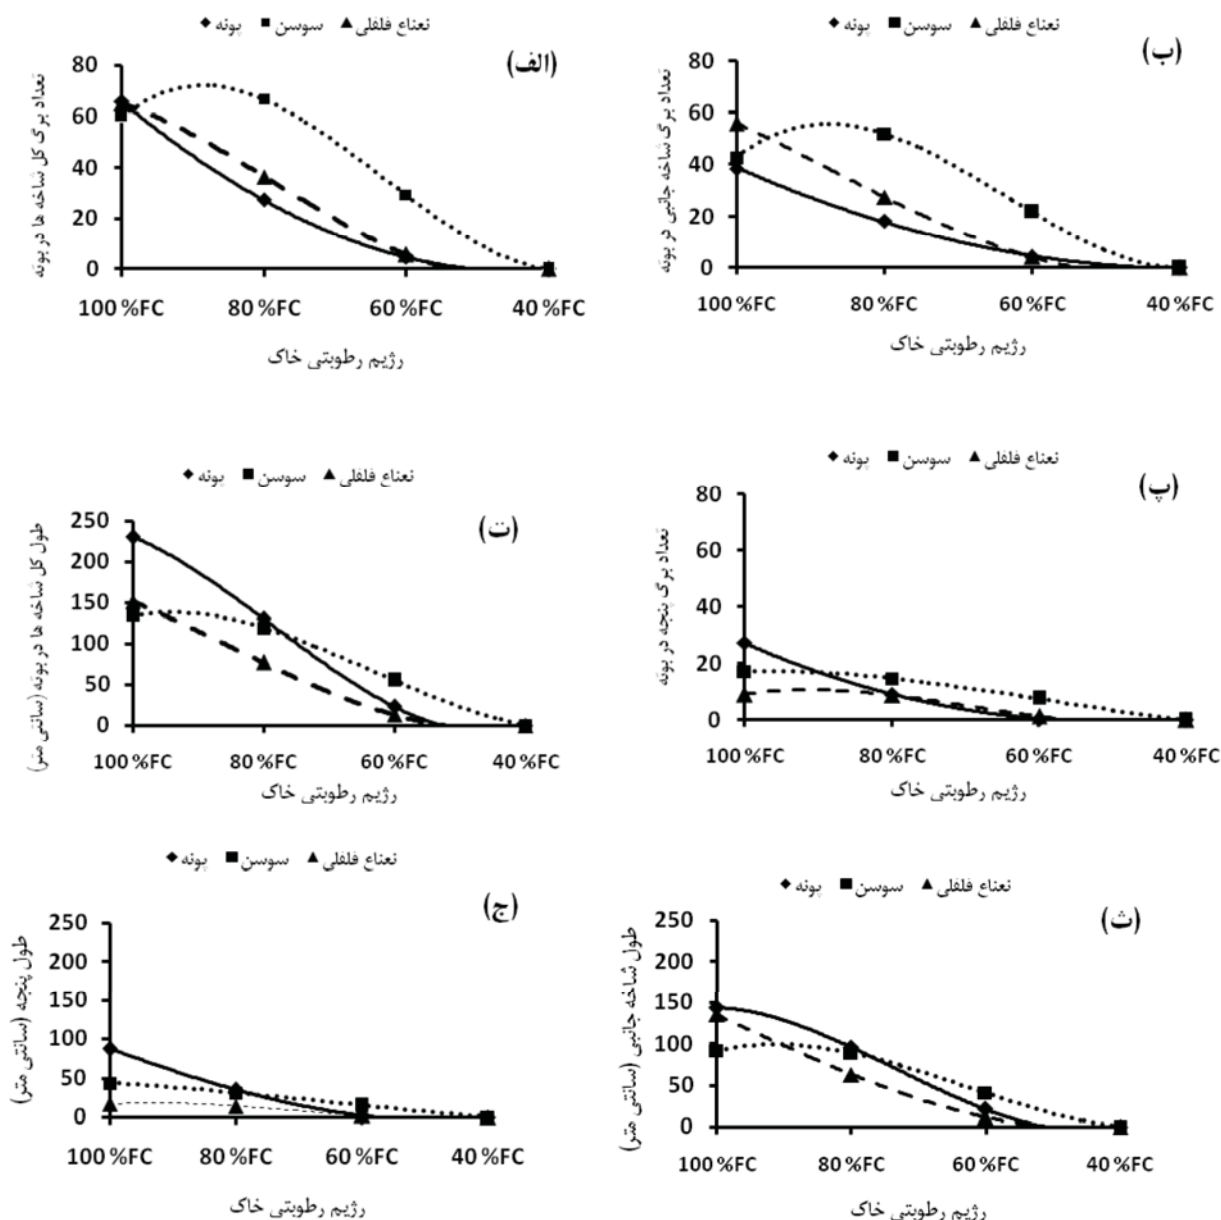 پونه سوسن نعناع فلفلی
(الف)
تعداد برگ کل شاخه ها در بوته
80
60
40
20
0
100 %FC 80 %FC 60 %FC 40 %FC
رژیم رطوبتی خاک
پونه سوسن نعناع فلفلی
(ب)
تعداد برگ شاخه جانبی در بوته
80
60
40
20
0
100 %FC 80 %FC 60 %FC 40 %FC
رژیم رطوبتی خاک
پونه سوسن نعناع فلفلی
(ت)
طول کل شاخه ها در بوته (سانتی متر)
250
200
150
100
50
0
100 %FC 80 %FC 60 %FC 40 %FC
رژیم رطوبتی خاک
پونه سوسن نعناع فلفلی
(پ)
تعداد برگ پنجه در بوته
80
60
40
20
0
100 %FC 80 %FC 60 %FC 40 %FC
رژیم رطوبتی خاک
پونه سوسن نعناع فلفلی
(ج)
طول پنجه (سانتی متر)
250
200
150
100
50
0
100 %FC 80 %FC 60 %FC 40 %FC
رژیم رطوبتی خاک
پونه سوسن نعناع فلفلی
(ث)
طول شاخه جانبی (سانتی متر)
250
200
150
100
50
0
100 %FC 80 %FC 60 %FC 40 %FC
رژیم رطوبتی خاک